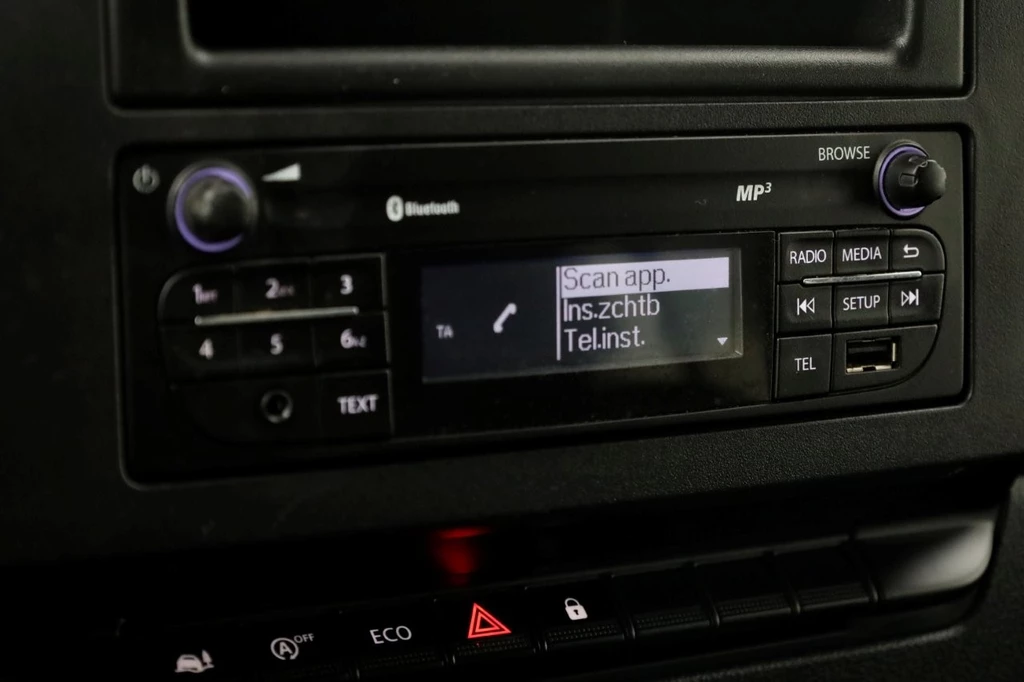 BROWSE
Bluetooth
MP3
1
2
3
4
5
6
TEXT
TA
Scan app.
Ins.zchtb
Tel.inst.
RADIO
MEDIA
SETUP
TEL
A OFF
ECO